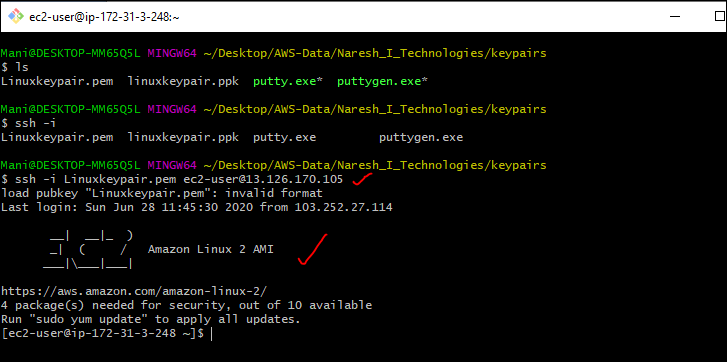 ec2-user@ip-172-31-3-248:~
Mani@DESKTOP-MM65Q5L MINGW64 ~/Desktop/AWS-Data/Naresh_I_Technologies/keypairs
$ ls
Linuxkeypair.pem  linuxkeypair.ppk  putty.exe*  puttygen.exe*
Mani@DESKTOP-MM65Q5L MINGW64 ~/Desktop/AWS-Data/Naresh_I_Technologies/keypairs
$ ssh -i
Linuxkeypair.pem  linuxkeypair.ppk  putty.exe         puttygen.exe
Mani@DESKTOP-MM65Q5L MINGW64 ~/Desktop/AWS-Data/Naresh_I_Technologies/keypairs
$ ssh -i Linuxkeypair.pem ec2-user@13.126.170.105
load pubkey "Linuxkeypair.pem": invalid format
Last login: Sun Jun 28 11:45:30 2020 from 103.252.27.114
       __|  __|_  )
       _|  (     /   Amazon Linux 2 AMI
      ___|\___|___|
https://aws.amazon.com/amazon-linux-2/
4 package(s) needed for security, out of 10 available
Run "sudo yum update" to apply all updates.
[ec2-user@ip-172-31-3-248 ~]$